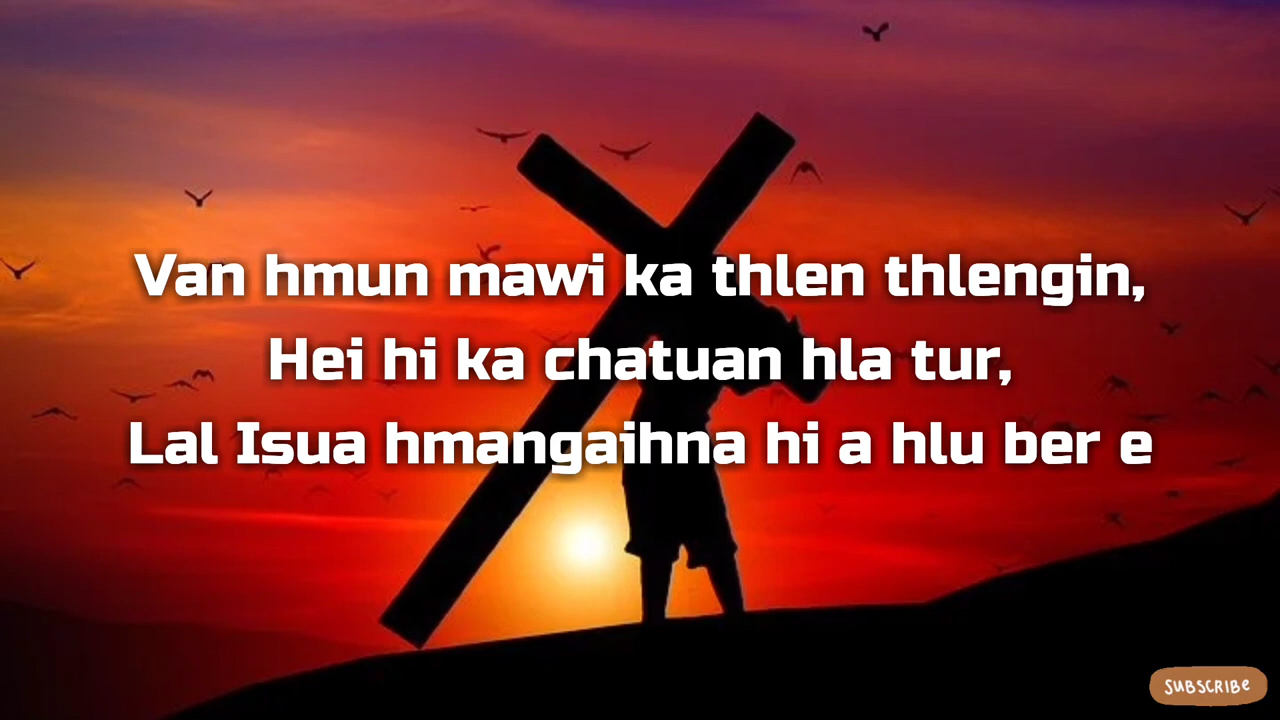 Van hmun mawi ka thlen thlengin,
Hei hi ka chatuan hla tur,
Lal Isua hmangaihna hi a hlu ber e
SUBSCRIBe